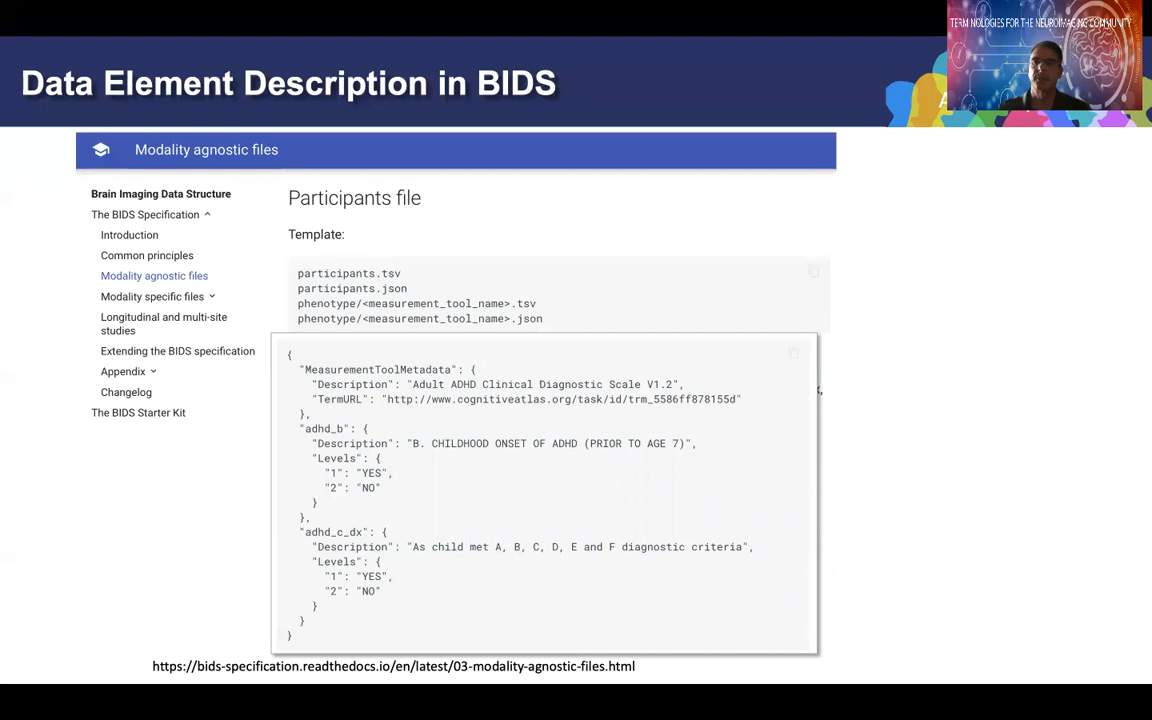 TERMINOLOGIES FOR THE NEUROIMAGING COMMUNITY
Data Element Description in BIDS
A
Modality agnostic files
Brain Imaging Data Structure
The BIDS Specification
Introduction
Common principles
Modality agnostic files
Modality specific files
Longitudinal and multi-site
studies
Extending the BIDS specification
Appendix
Changelog
The BIDS Starter Kit
Participants file
Template:
participants.tsv
participants.json
phenotype/<measurement_tool_name>.tsv
phenotype/<measurement_tool_name>.json
{
"MeasurementToolMetadata": {
"Description": "Adult ADHD Clinical Diagnostic Scale V1.2",
"TermURL": "http://www.cognitiveatlas.org/task/id/trm_5586ff878155d"
},
"adhd_b": {
"Description": "B. CHILDHOOD ONSET OF ADHD (PRIOR TO AGE 7)",
"Levels": {
"1": "YES",
"2": "NO"
}
},
"adhd_c_dx": {
"Description": "As child met A, B, C, D, E and F diagnostic criteria",
"Levels": {
"1": "YES",
"2": "NO"
}
}
}
https://bids-specification.readthedocs.io/en/latest/03-modality-agnostic-files.html